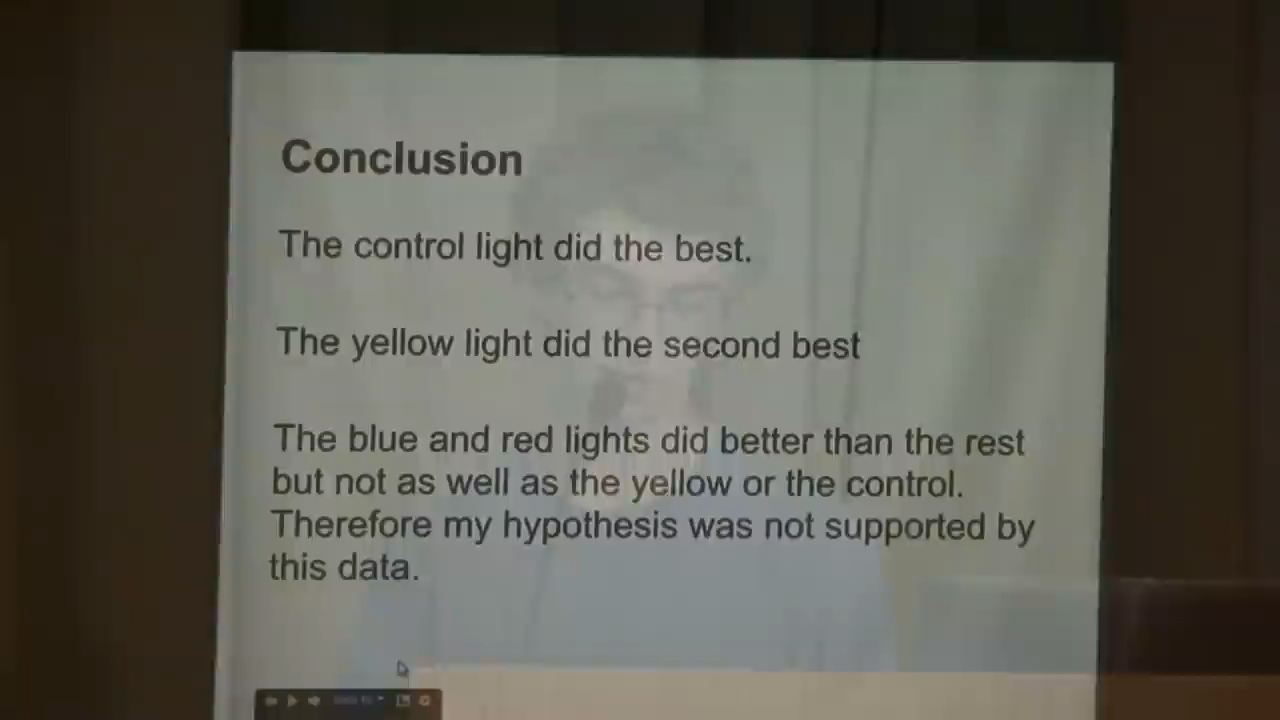 Conclusion
The control light did the best.
The yellow light did the second best
The blue and red lights did better than the rest
but not as well as the yellow or the control.
Therefore my hypothesis was not supported by
this data.